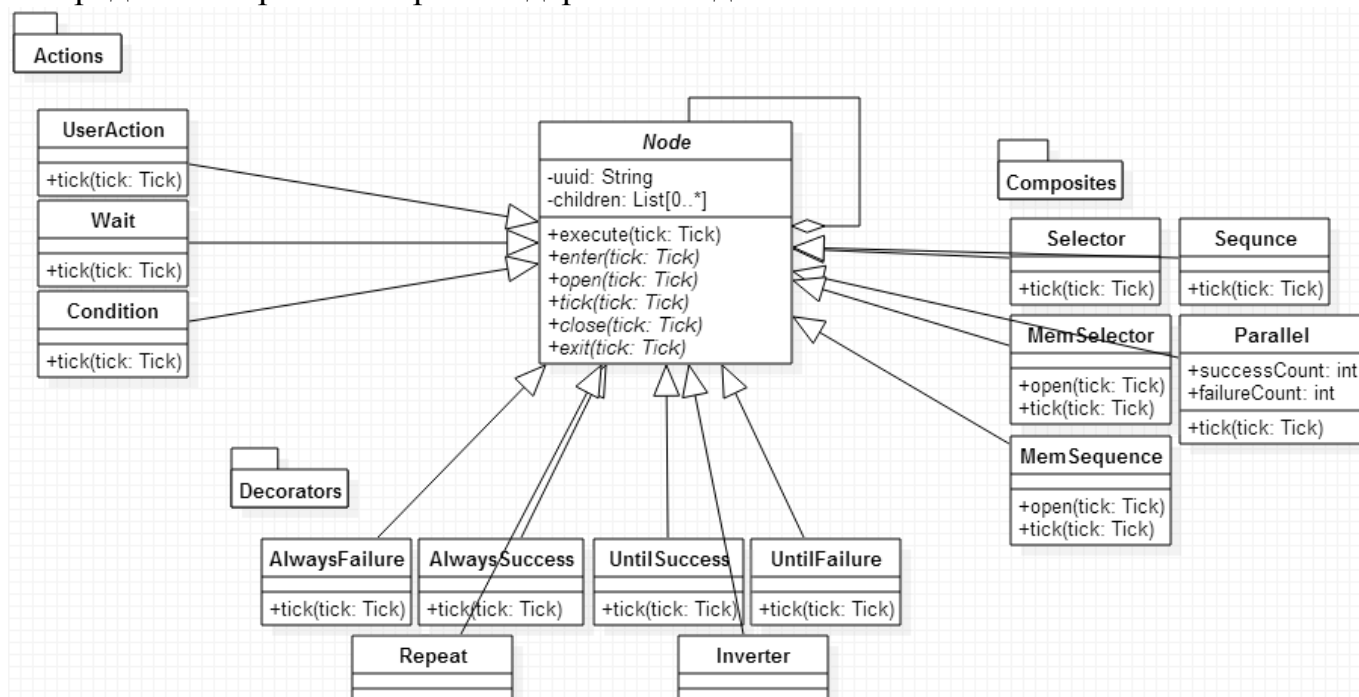 Actions
UserAction
+tick(tick: Tick)
Wait
+tick(tick: Tick)
Condition
+tick(tick: Tick)
Node
-uuid: String
-children: List[0..*]
+execute(tick: Tick)
+enter(tick: Tick)
+open(tick: Tick)
+tick(tick: Tick)
+close(tick: Tick)
+exit(tick: Tick)
Composites
Selector
+tick(tick: Tick)
Sequnce
+tick(tick: Tick)
MemSelector
+open(tick: Tick)
+tick(tick: Tick)
Parallel
+successCount: int
+failureCount: int
+tick(tick: Tick)
MemSequence
+open(tick: Tick)
+tick(tick: Tick)
Decorators
AlwaysFailure
+tick(tick: Tick)
AlwaysSuccess
+tick(tick: Tick)
UntilSuccess
+tick(tick: Tick)
UntilFailure
+tick(tick: Tick)
Repeat
Inverter